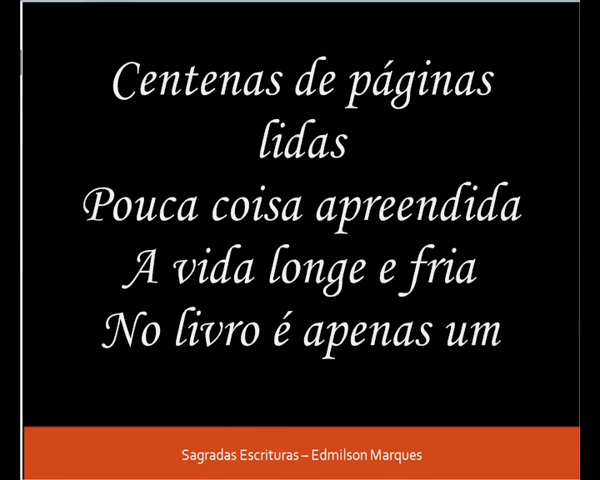 Centenas de páginas
lidas
Pouca coisa apreendida
A vida longe e fria
No livro é apenas um
Sagradas Escrituras – Edmilson Marques